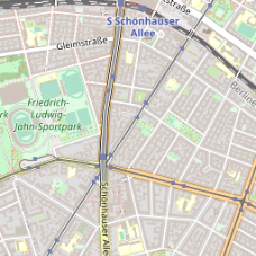 S Schönhauser
Allee
Gleimstraße
Friedrich-
Ludwig-
Jahn-Sportpark
Schönhauser Allee